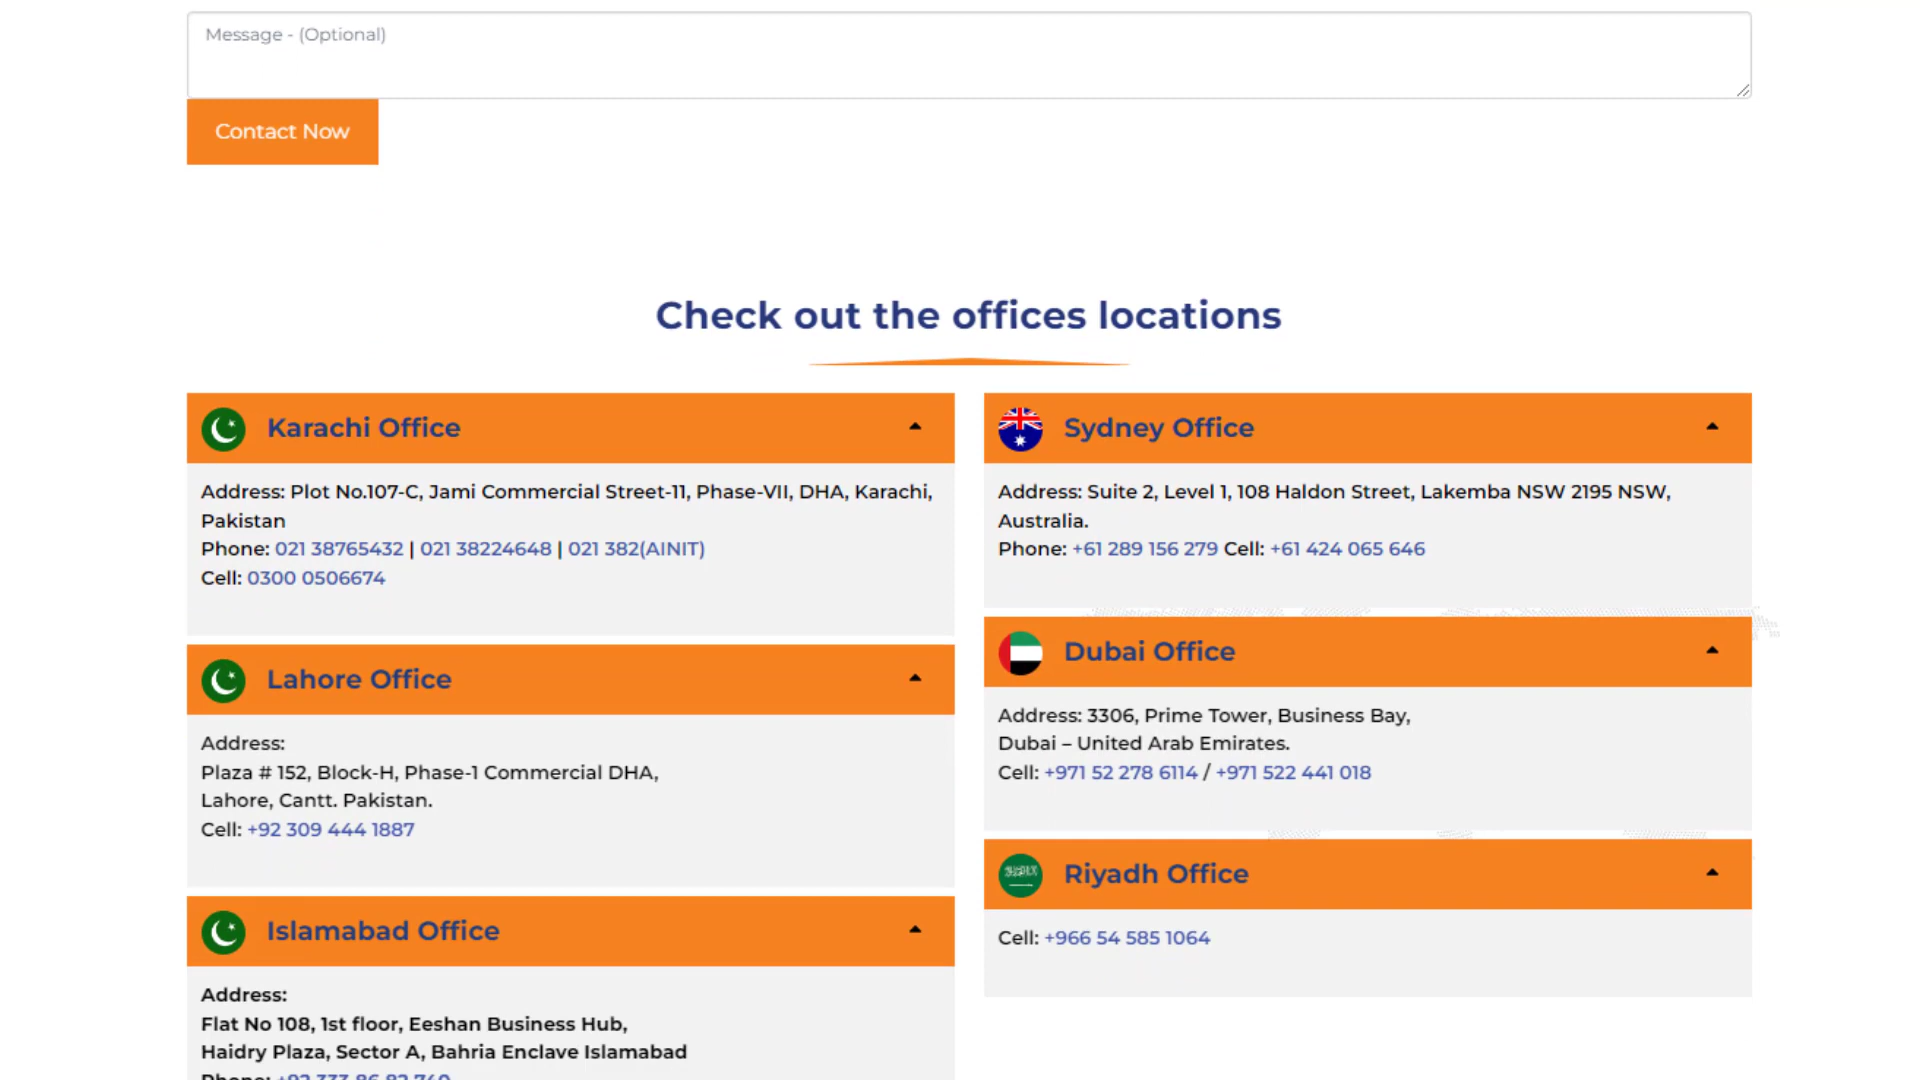 Message - (Optional)
Contact Now
Check out the offices locations
Karachi Office
Address: Plot No.107-C, Jami Commercial Street-11, Phase-VII, DHA, Karachi,
Pakistan
Phone: 021 38765432 | 021 38224648 | 021 382(AINIT)
Cell: 0300 0506674
Lahore Office
Address:
Plaza # 152, Block-H, Phase-1 Commercial DHA,
Lahore, Cantt. Pakistan.
Cell: +92 309 444 1887
Islamabad Office
Address:
Flat No 108, 1st floor, Eeshan Business Hub,
Haidry Plaza, Sector A, Bahria Enclave Islamabad
Phone: +92 333 86 82 740
Sydney Office
Address: Suite 2, Level 1, 108 Haldon Street, Lakemba NSW 2195 NSW,
Australia.
Phone: +61 289 156 279 Cell: +61 424 065 646
Dubai Office
Address: 3306, Prime Tower, Business Bay,
Dubai – United Arab Emirates.
Cell: +971 52 278 6114 / +971 522 441 018
Riyadh Office
Cell: +966 54 585 1064